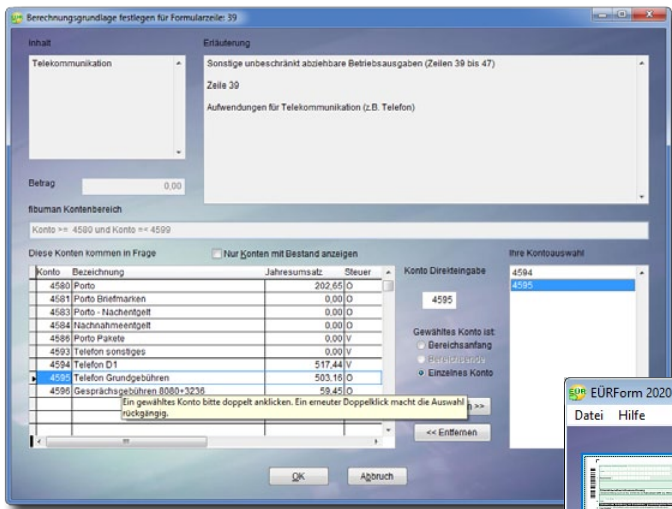 Berechnungsgrundlage festlegen für Formularzeile: 39
Inhalt
Erläuterung
Telekommunikation
Sonstige unbeschränkt abziehbare Betriebsausgaben (Zeilen 39 bis 47)
Zeile 39
Aufwendungen für Telekommunikation (z.B. Telefon)
Betrag: 0,00
fibuman Kontenbereich
Konto >= 4580 und Konto =< 4599
Diese Konten kommen in Frage
Nur Konten mit Bestand anzeigen
Konto Bezeichnung Jahresumsatz Steuer
4580 Porto 202,65 O
4581 Porto Briefmarken 0,00 O
4583 Porto - Nachentgelt 0,00 O
4584 Nachnahmeentgelt 0,00 O
4586 Porto Pakete 0,00 V
4593 Telefon sonstiges 0,00 V
4594 Telefon D1 517,44 V
4595 Telefon Grundgebühren 503,16 O
4596 Gesprächsgebühren 8080+3236 59,45 O
Ein gewähltes Konto bitte doppelt anklicken. Ein erneuter Doppelklick macht die Auswahl
rückgängig.
Konto Direkteingabe
4595
Gewähltes Konto ist:
Bereichsanfang
Bereichsende
Einzelnes Konto
>>
<< Entfernen
Ihre Kontoauswahl
4594
4595
OK
Abbruch
EÜRForm 2020
Datei Hilfe